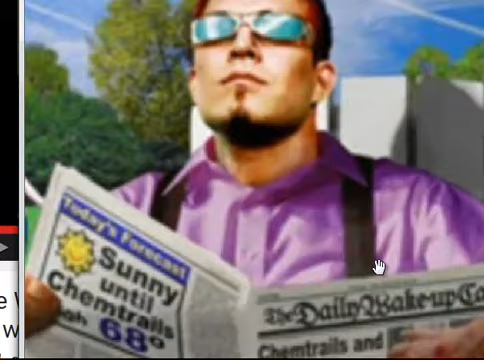 Today's Forecast
Sunny
until
Chemtrails
68°
The Daily Wake-up Ca
Chemtrails and
e W
w